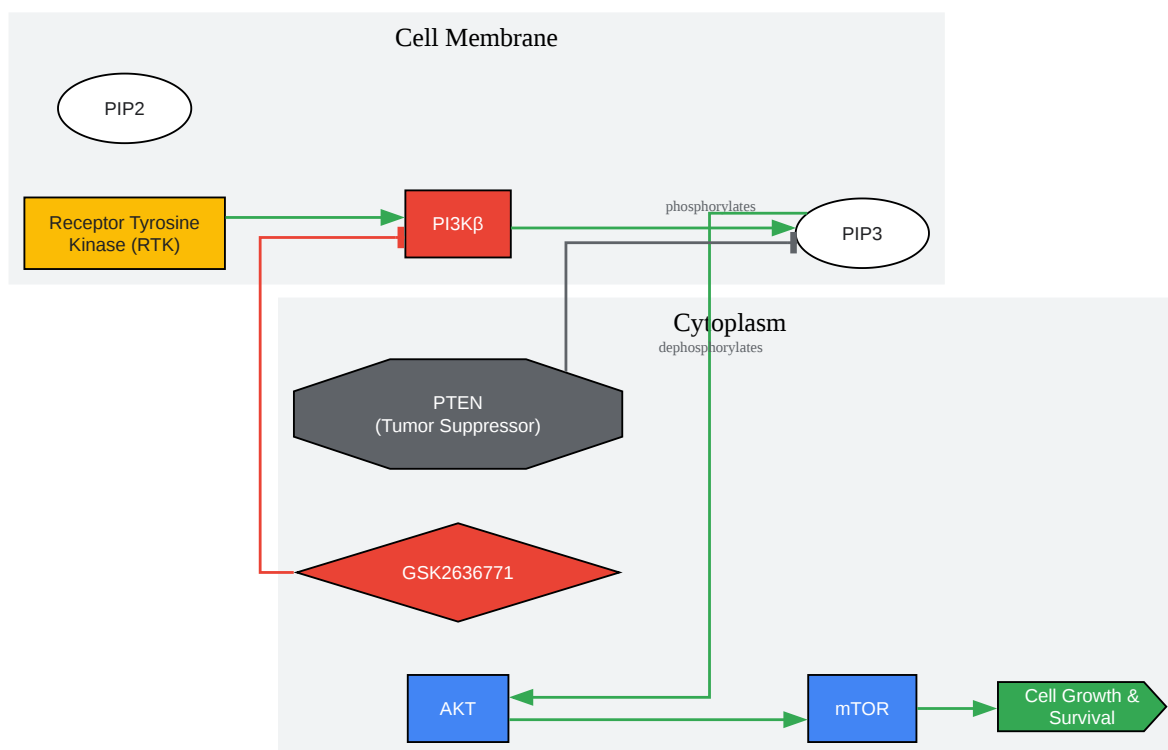 Cell Membrane
PIP2
Receptor Tyrosine
Kinase (RTK)
PI3Kβ
phosphorylates
PIP3
Cytoplasm
dephosphorylates
PTEN
(Tumor Suppressor)
GSK2636771
AKT
mTOR
Cell Growth &
Survival